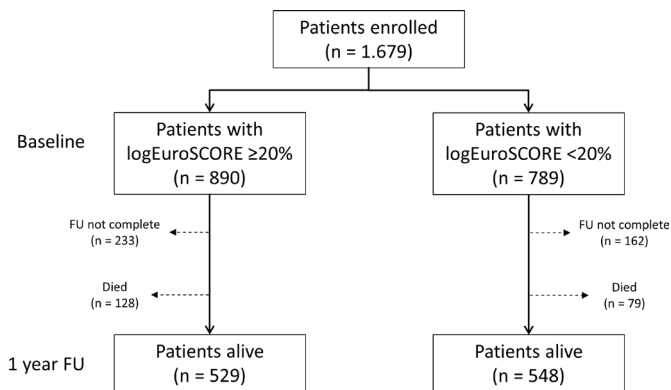 Patients enrolled
(n = 1.679)
Baseline
Patients with
logEuroSCORE ≥20%
(n = 890)
Patients with
logEuroSCORE <20%
(n = 789)
FU not complete
(n = 233)
FU not complete
(n = 162)
Died
(n = 128)
Died
(n = 79)
1 year FU
Patients alive
(n = 529)
Patients alive
(n = 548)